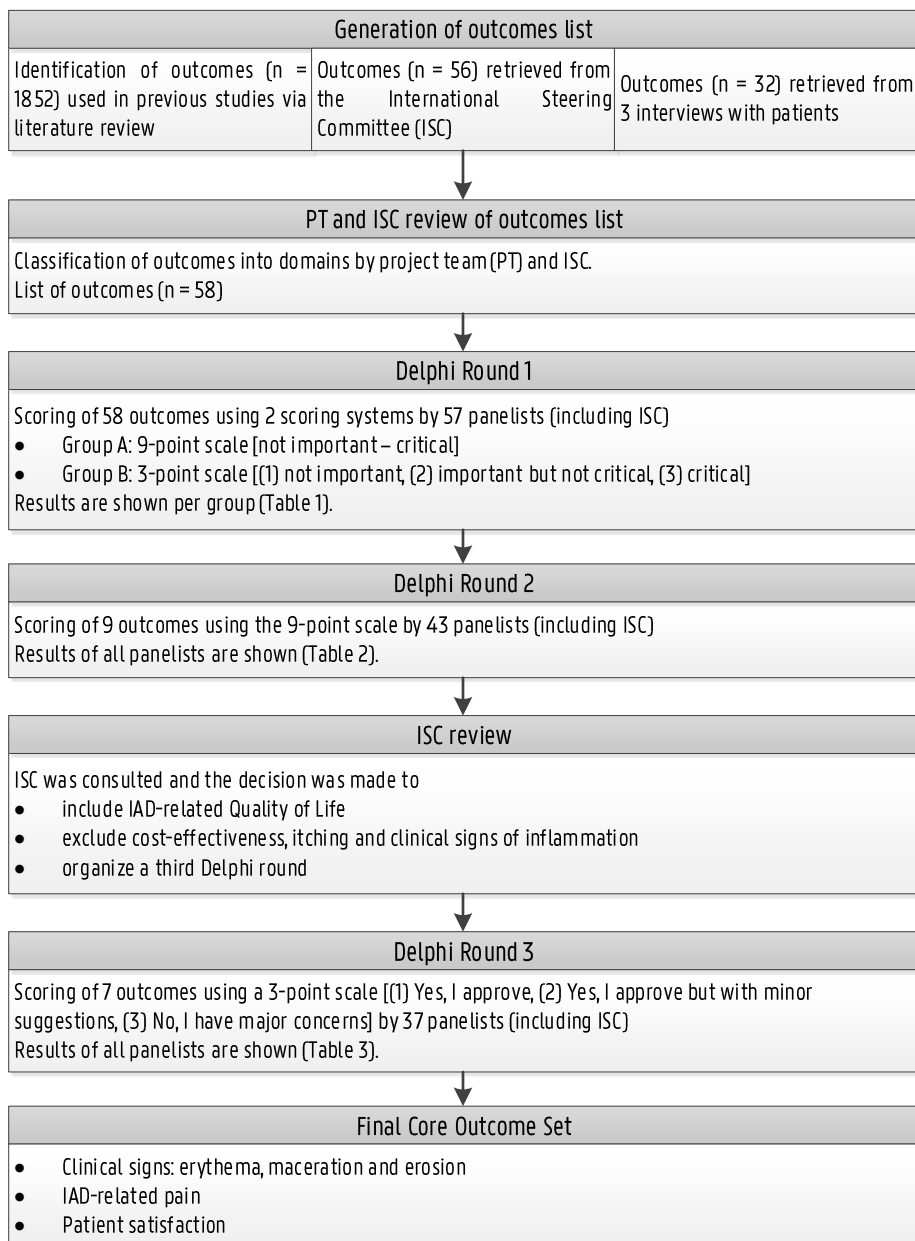 Generation of outcomes list
Identification of outcomes (n =
1852) used in previous studies via
literature review
Outcomes (n = 56) retrieved from
the International Steering
Committee (ISC)
Outcomes (n = 32) retrieved from
3 interviews with patients
PT and ISC review of outcomes list
Classification of outcomes into domains by project team (PT) and ISC.
List of outcomes (n = 58)
Delphi Round 1
Scoring of 58 outcomes using 2 scoring systems by 57 panelists (including ISC)
• Group A: 9-point scale [not important – critical]
• Group B: 3-point scale [(1) not important, (2) important but not critical, (3) critical]
Results are shown per group (Table 1).
Delphi Round 2
Scoring of 9 outcomes using the 9-point scale by 43 panelists (including ISC)
Results of all panelists are shown (Table 2).
ISC review
ISC was consulted and the decision was made to
• include IAD-related Quality of Life
• exclude cost-effectiveness, itching and clinical signs of inflammation
• organize a third Delphi round
Delphi Round 3
Scoring of 7 outcomes using a 3-point scale [(1) Yes, I approve, (2) Yes, I approve but with minor
suggestions, (3) No, I have major concerns] by 37 panelists (including ISC)
Results of all panelists are shown (Table 3).
Final Core Outcome Set
• Clinical signs: erythema, maceration and erosion
• IAD-related pain
• Patient satisfaction